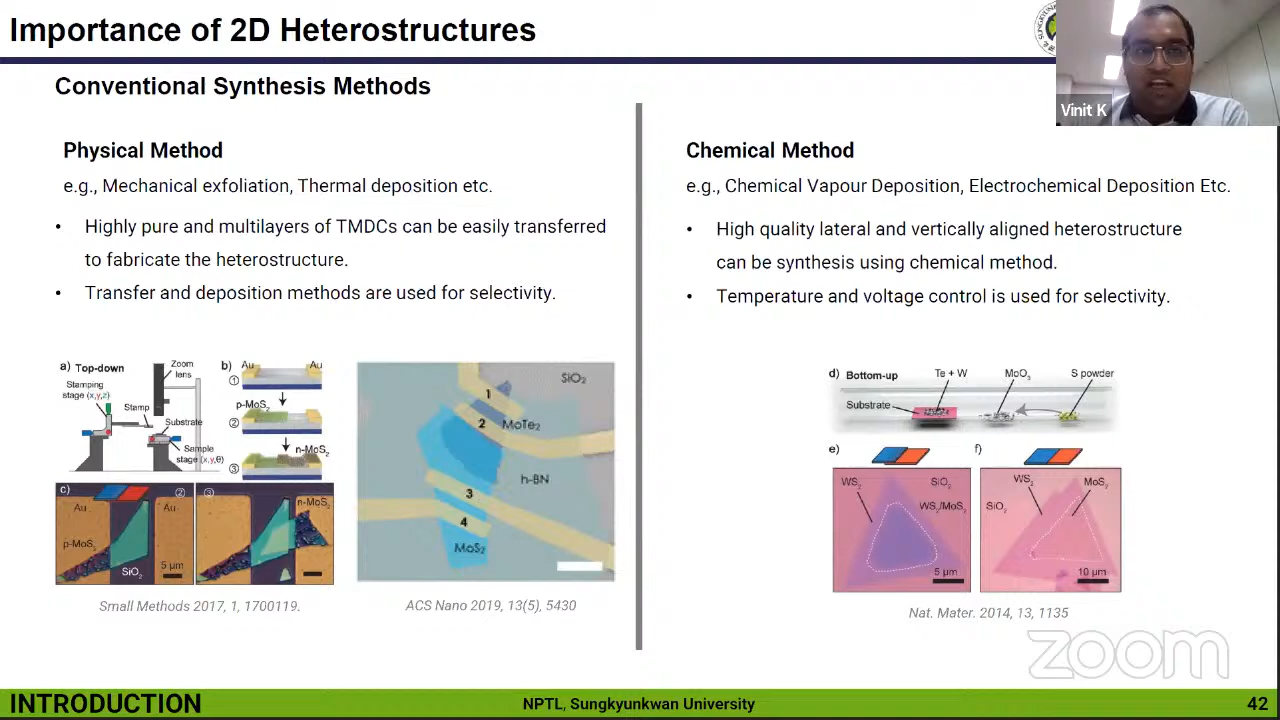 Importance of 2D Heterostructures
Vinit K
Conventional Synthesis Methods
Physical Method
e.g., Mechanical exfoliation, Thermal deposition etc.
• Highly pure and multilayers of TMDCs can be easily transferred
to fabricate the heterostructure.
• Transfer and deposition methods are used for selectivity.
a) Top-down
Zoom
lens
Stamping
stage (x,y,z)
Stamp
Substrate
Sample
stage (x,y,θ)
b) Au Au
①
p-MoS₂
②
n-MoS₂
③
c) ② ③
Au Au
p-MoS₂
SiO₂
5 µm
n-MoS₂
SiO₂
1
2
MoTe₂
h-BN
3
4
MoS₂
Small Methods 2017, 1, 1700119.
ACS Nano 2019, 13(5), 5430
Chemical Method
e.g., Chemical Vapour Deposition, Electrochemical Deposition Etc.
• High quality lateral and vertically aligned heterostructure
can be synthesis using chemical method.
• Temperature and voltage control is used for selectivity.
d) Bottom-up
Te + W
MoO₃
S powder
Substrate
e)
WS₂
SiO₂
WS₂/MoS₂
5 µm
f)
WS₂
MoS₂
SiO₂
10 µm
Nat. Mater. 2014, 13, 1135
zoom
INTRODUCTION
NPTL, Sungkyunkwan University
42